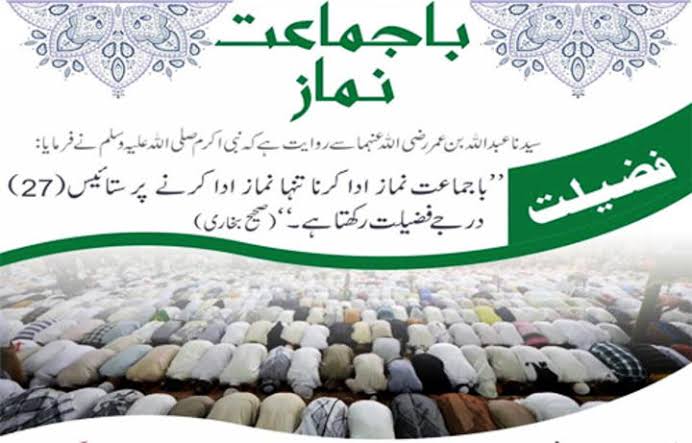 باجماعت
نماز
سیدنا عبداللہ بن عمر رضی اللہ عنہما سے روایت ہے کہ نبی اکرم صلی اللہ علیہ وسلم نے فرمایا:
فضیلت
’’باجماعت نماز ادا کرنا تنہا نماز ادا کرنے پر ستائیس (27)
درجے فضیلت رکھتا ہے۔‘‘ (صحیح بخاری)